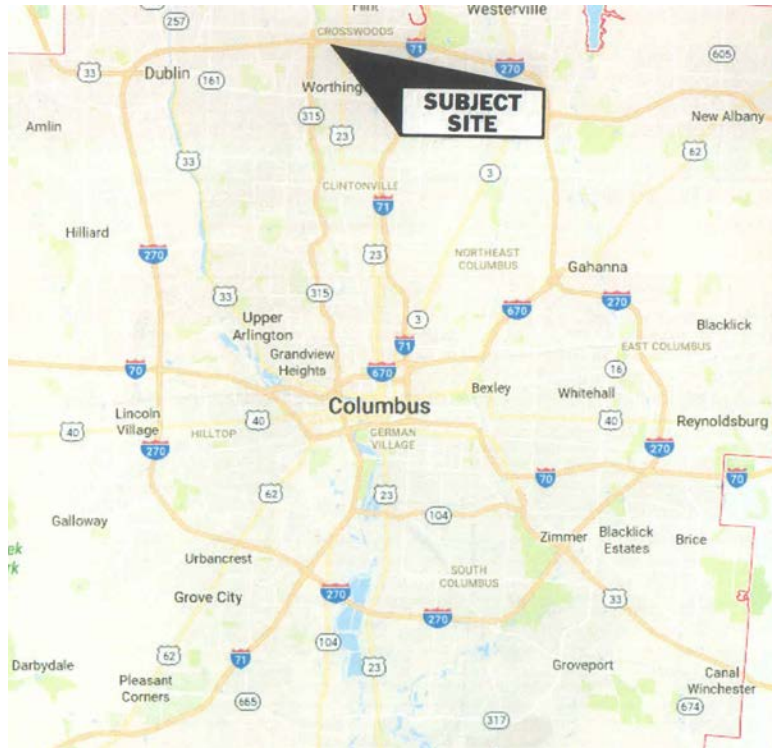 Flint
Westerville
257
CROSSWOODS
71
605
33
Dublin
161
270
Worthing
SUBJECT
SITE
315
23
New Albany
Amlin
62
33
3
CLINTONVILLE
71
Hilliard
270
23
NORTHEAST
COLUMBUS
Gahanna
33
315
670
270
Upper
Arlington
3
Blacklick
71
EAST COLUMBUS
Grandview
Heights
70
670
16
Bexley
Whitehall
Columbus
Lincoln
Village
40
HILLTOP
40
GERMAN
VILLAGE
40
Reynoldsburg
270
270
70
70
62
23
104
Galloway
Zimmer
Blacklick
Estates
Brice
ek
rk
Urbancrest
SOUTH
COLUMBUS
Grove City
270
270
33
104
62
71
23
Darbydale
Pleasant
Corners
Groveport
Canal
Winchester
665
317
674